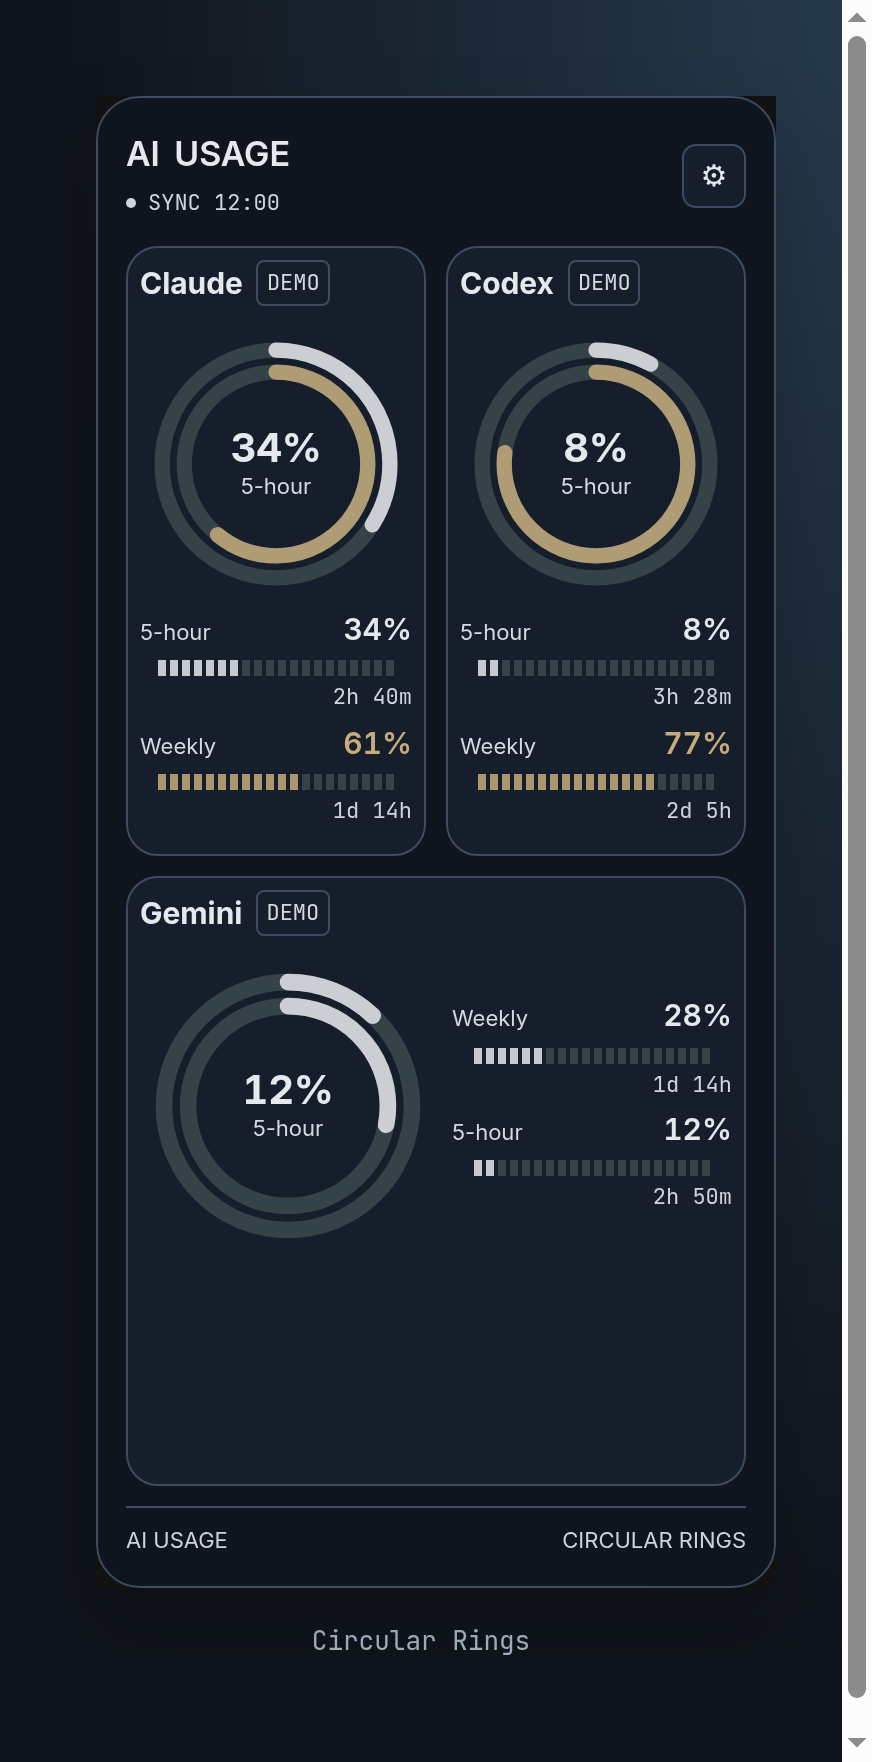 AI USAGE
SYNC 12:00
Claude DEMO
34%
5-hour
5-hour 34%
2h 40m
Weekly 61%
1d 14h
Codex DEMO
8%
5-hour
5-hour 8%
3h 28m
Weekly 77%
2d 5h
Gemini DEMO
12%
5-hour
Weekly 28%
1d 14h
5-hour 12%
2h 50m
AI USAGE CIRCULAR RINGS
Circular Rings